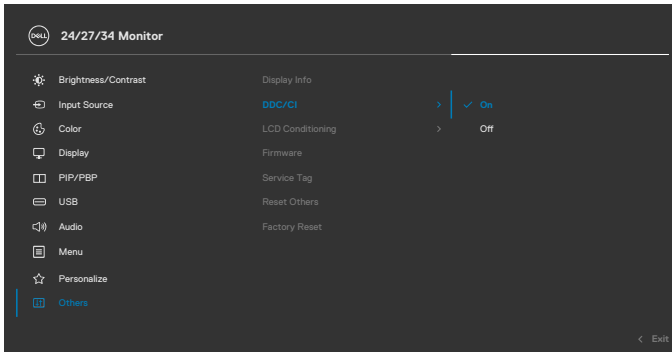 DELL 24/27/34 Monitor
Brightness/Contrast Display Info
Input Source DDC/CI > ✓ On
Color LCD Conditioning > Off
Display Firmware
PIP/PBP Service Tag
USB Reset Others
Audio Factory Reset
Menu
Personalize
Others
< Exit